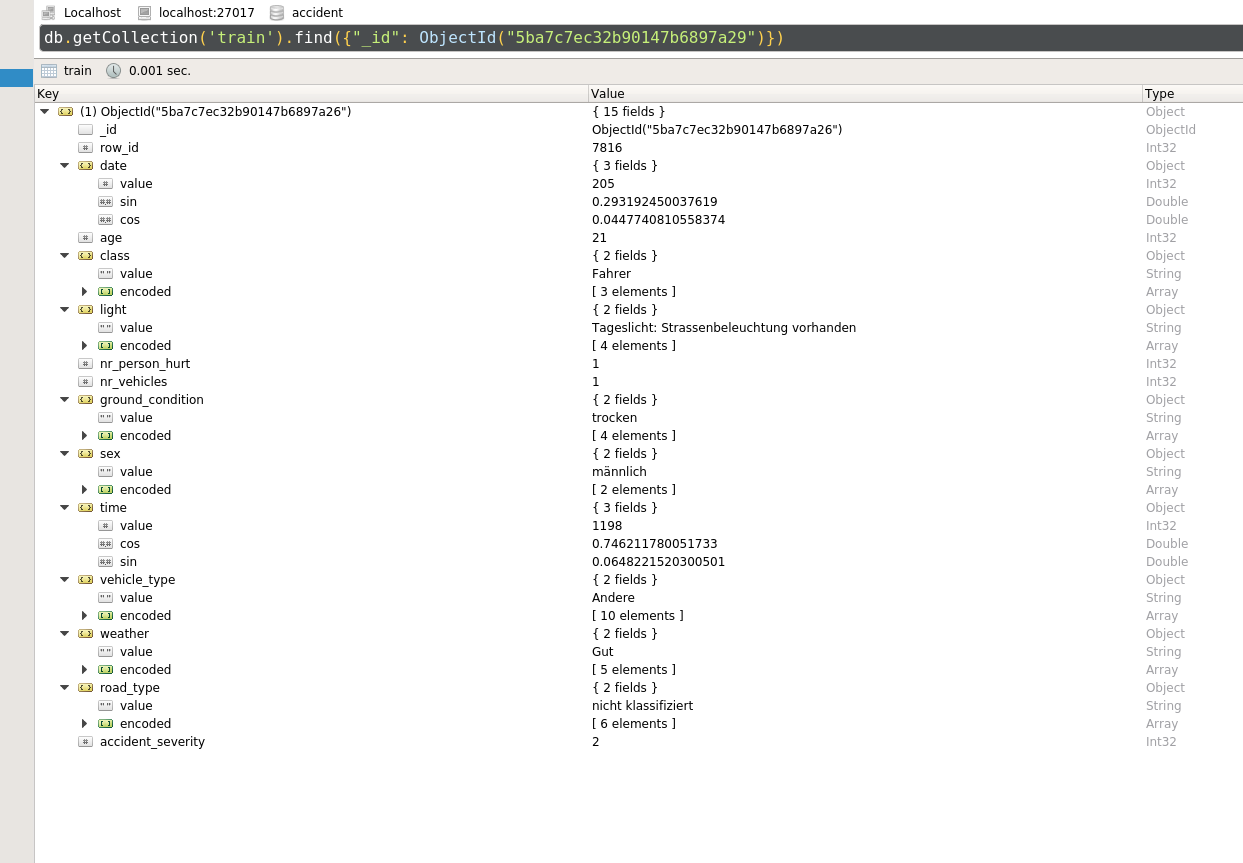 Localhost localhost:27017 accident
db.getCollection('train').find({"_id": ObjectId("5ba7c7ec32b90147b6897a29")})
train 0.001 sec.
Key Value Type
(1) ObjectId("5ba7c7ec32b90147b6897a26") { 15 fields } Object
_id ObjectId("5ba7c7ec32b90147b6897a26") ObjectId
row_id 7816 Int32
date { 3 fields } Object
value 205 Int32
sin 0.293192450037619 Double
cos 0.0447740810558374 Double
age 21 Int32
class { 2 fields } Object
value Fahrer String
encoded [ 3 elements ] Array
light { 2 fields } Object
value Tageslicht: Strassenbeleuchtung vorhanden String
encoded [ 4 elements ] Array
nr_person_hurt 1 Int32
nr_vehicles 1 Int32
ground_condition { 2 fields } Object
value trocken String
encoded [ 4 elements ] Array
sex { 2 fields } Object
value männlich String
encoded [ 2 elements ] Array
time { 3 fields } Object
value 1198 Int32
cos 0.746211780051733 Double
sin 0.0648221520300501 Double
vehicle_type { 2 fields } Object
value Andere String
encoded [ 10 elements ] Array
weather { 2 fields } Object
value Gut String
encoded [ 5 elements ] Array
road_type { 2 fields } Object
value nicht klassifiziert String
encoded [ 6 elements ] Array
accident_severity 2 Int32